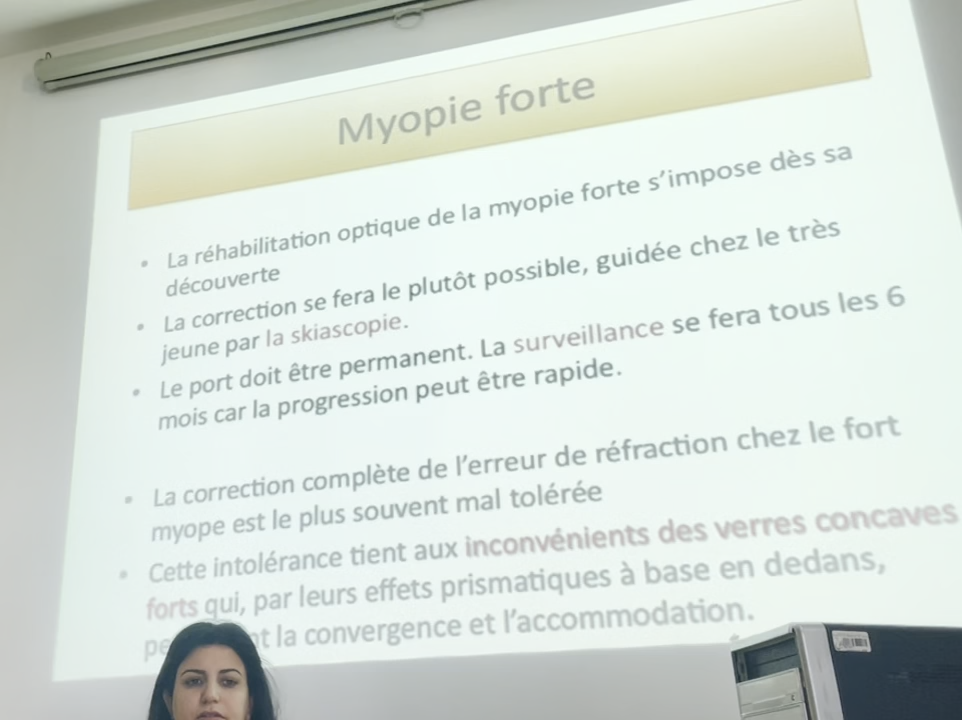 Myopie forte
• La réhabilitation optique de la myopie forte s'impose dès sa
découverte
• La correction se fera le plutôt possible, guidée chez le très
jeune par la skiascopie.
• Le port doit être permanent. La surveillance se fera tous les 6
mois car la progression peut être rapide.
• La correction complète de l'erreur de réfraction chez le fort
myope est le plus souvent mal tolérée
• Cette intolérance tient aux inconvénients des verres concaves
forts qui, par leurs effets prismatiques à base en dedans,
la convergence et l'accommodation.